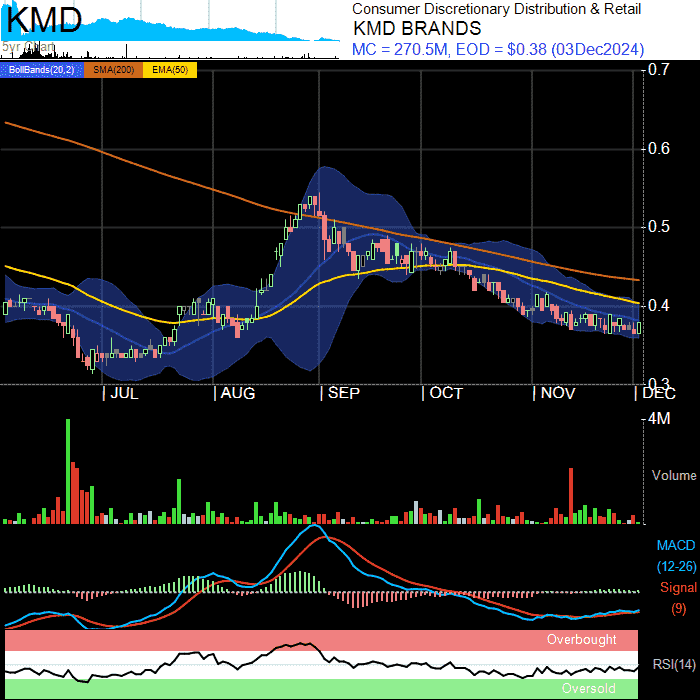 KMD
5yr Chart
Consumer Discretionary Distribution & Retail
KMD BRANDS
MC = 270.5M, EOD = $0.38 (03Dec2024)
BollBands(20,2) SMA(200) EMA(50)
0.7
0.6
0.5
0.4
0.3
JUL AUG SEP OCT NOV DEC
4M
Volume
MACD
(12-26)
Signal
(9)
Overbought
RSI(14)
Oversold